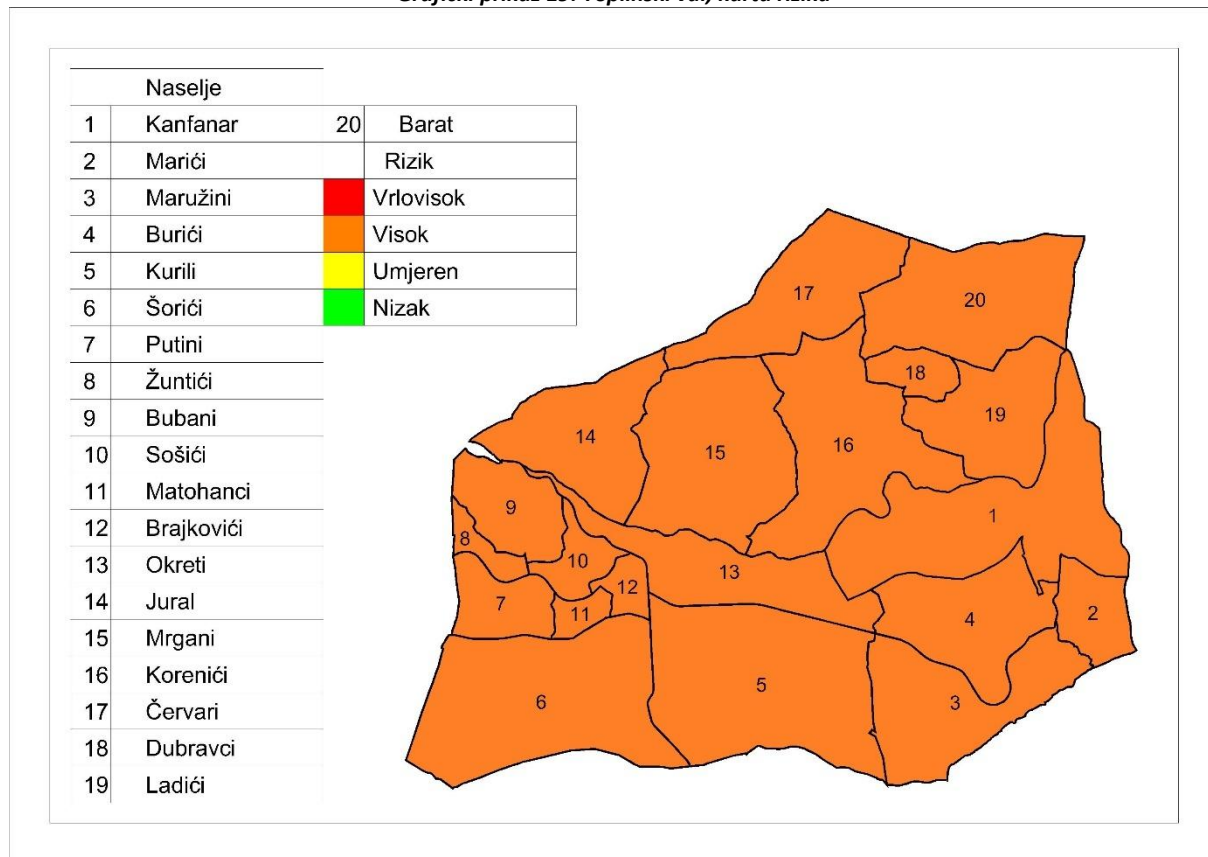 Naselje
1 Kanfanar 20 Barat
2 Marići Rizik
3 Maružini Vrlovisok
4 Burići Visok
5 Kurili Umjeren
6 Šorići Nizak
7 Putini
8 Žuntići
9 Bubani
10 Sošići
11 Matohanci
12 Brajkovići
13 Okreti
14 Jural
15 Mrgani
16 Korenići
17 Červari
18 Dubravci
19 Ladići
17
20
18
19
14
15
16
9
1
8
10
13
12
7
11
4
2
6
5
3